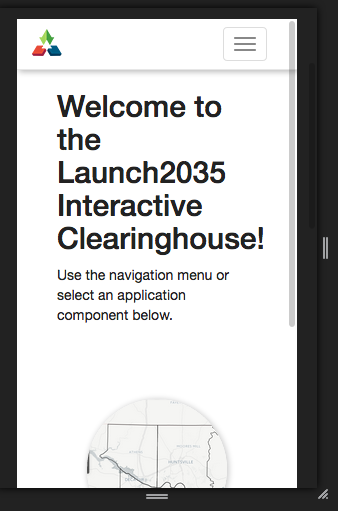 Welcome to
the
Launch2035
Interactive
Clearinghouse!
Use the navigation menu or
select an application
component below.
HUNTSVILLE